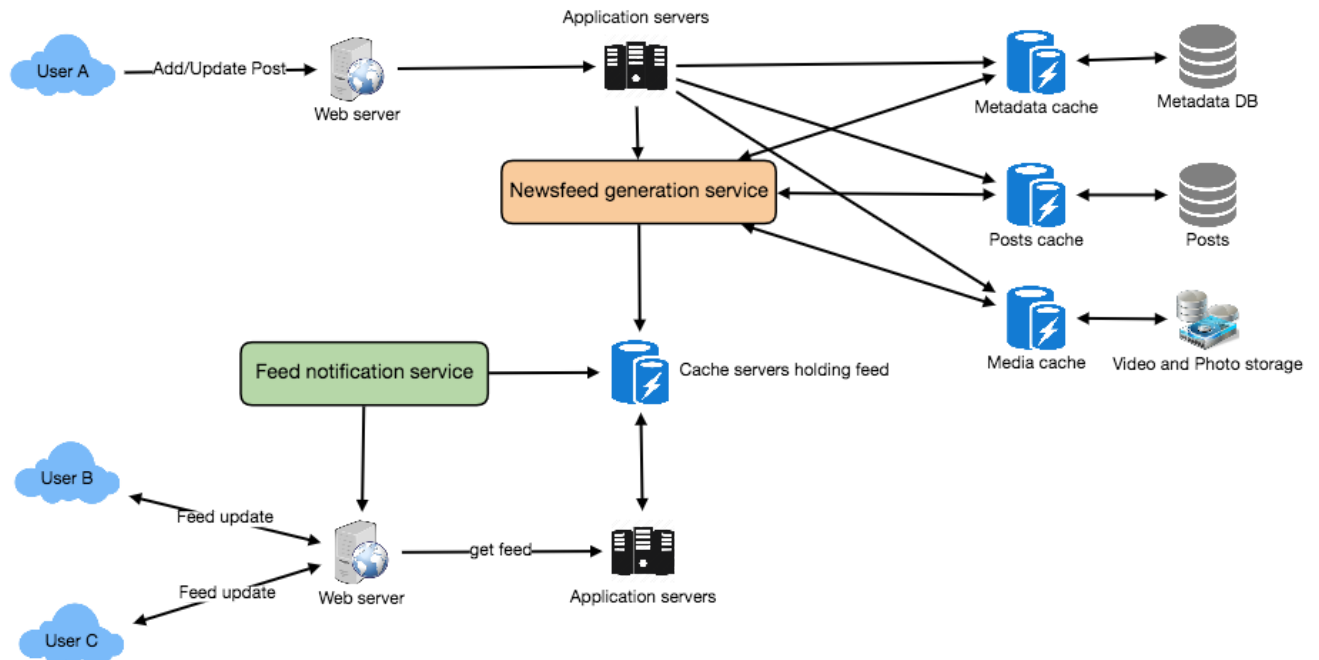 Application servers
User A
Add/Update Post
Web server
Metadata cache
Metadata DB
Newsfeed generation service
Posts cache
Posts
Feed notification service
Cache servers holding feed
Media cache
Video and Photo storage
User B
Feed update
get feed
Feed update
Web server
Application servers
User C